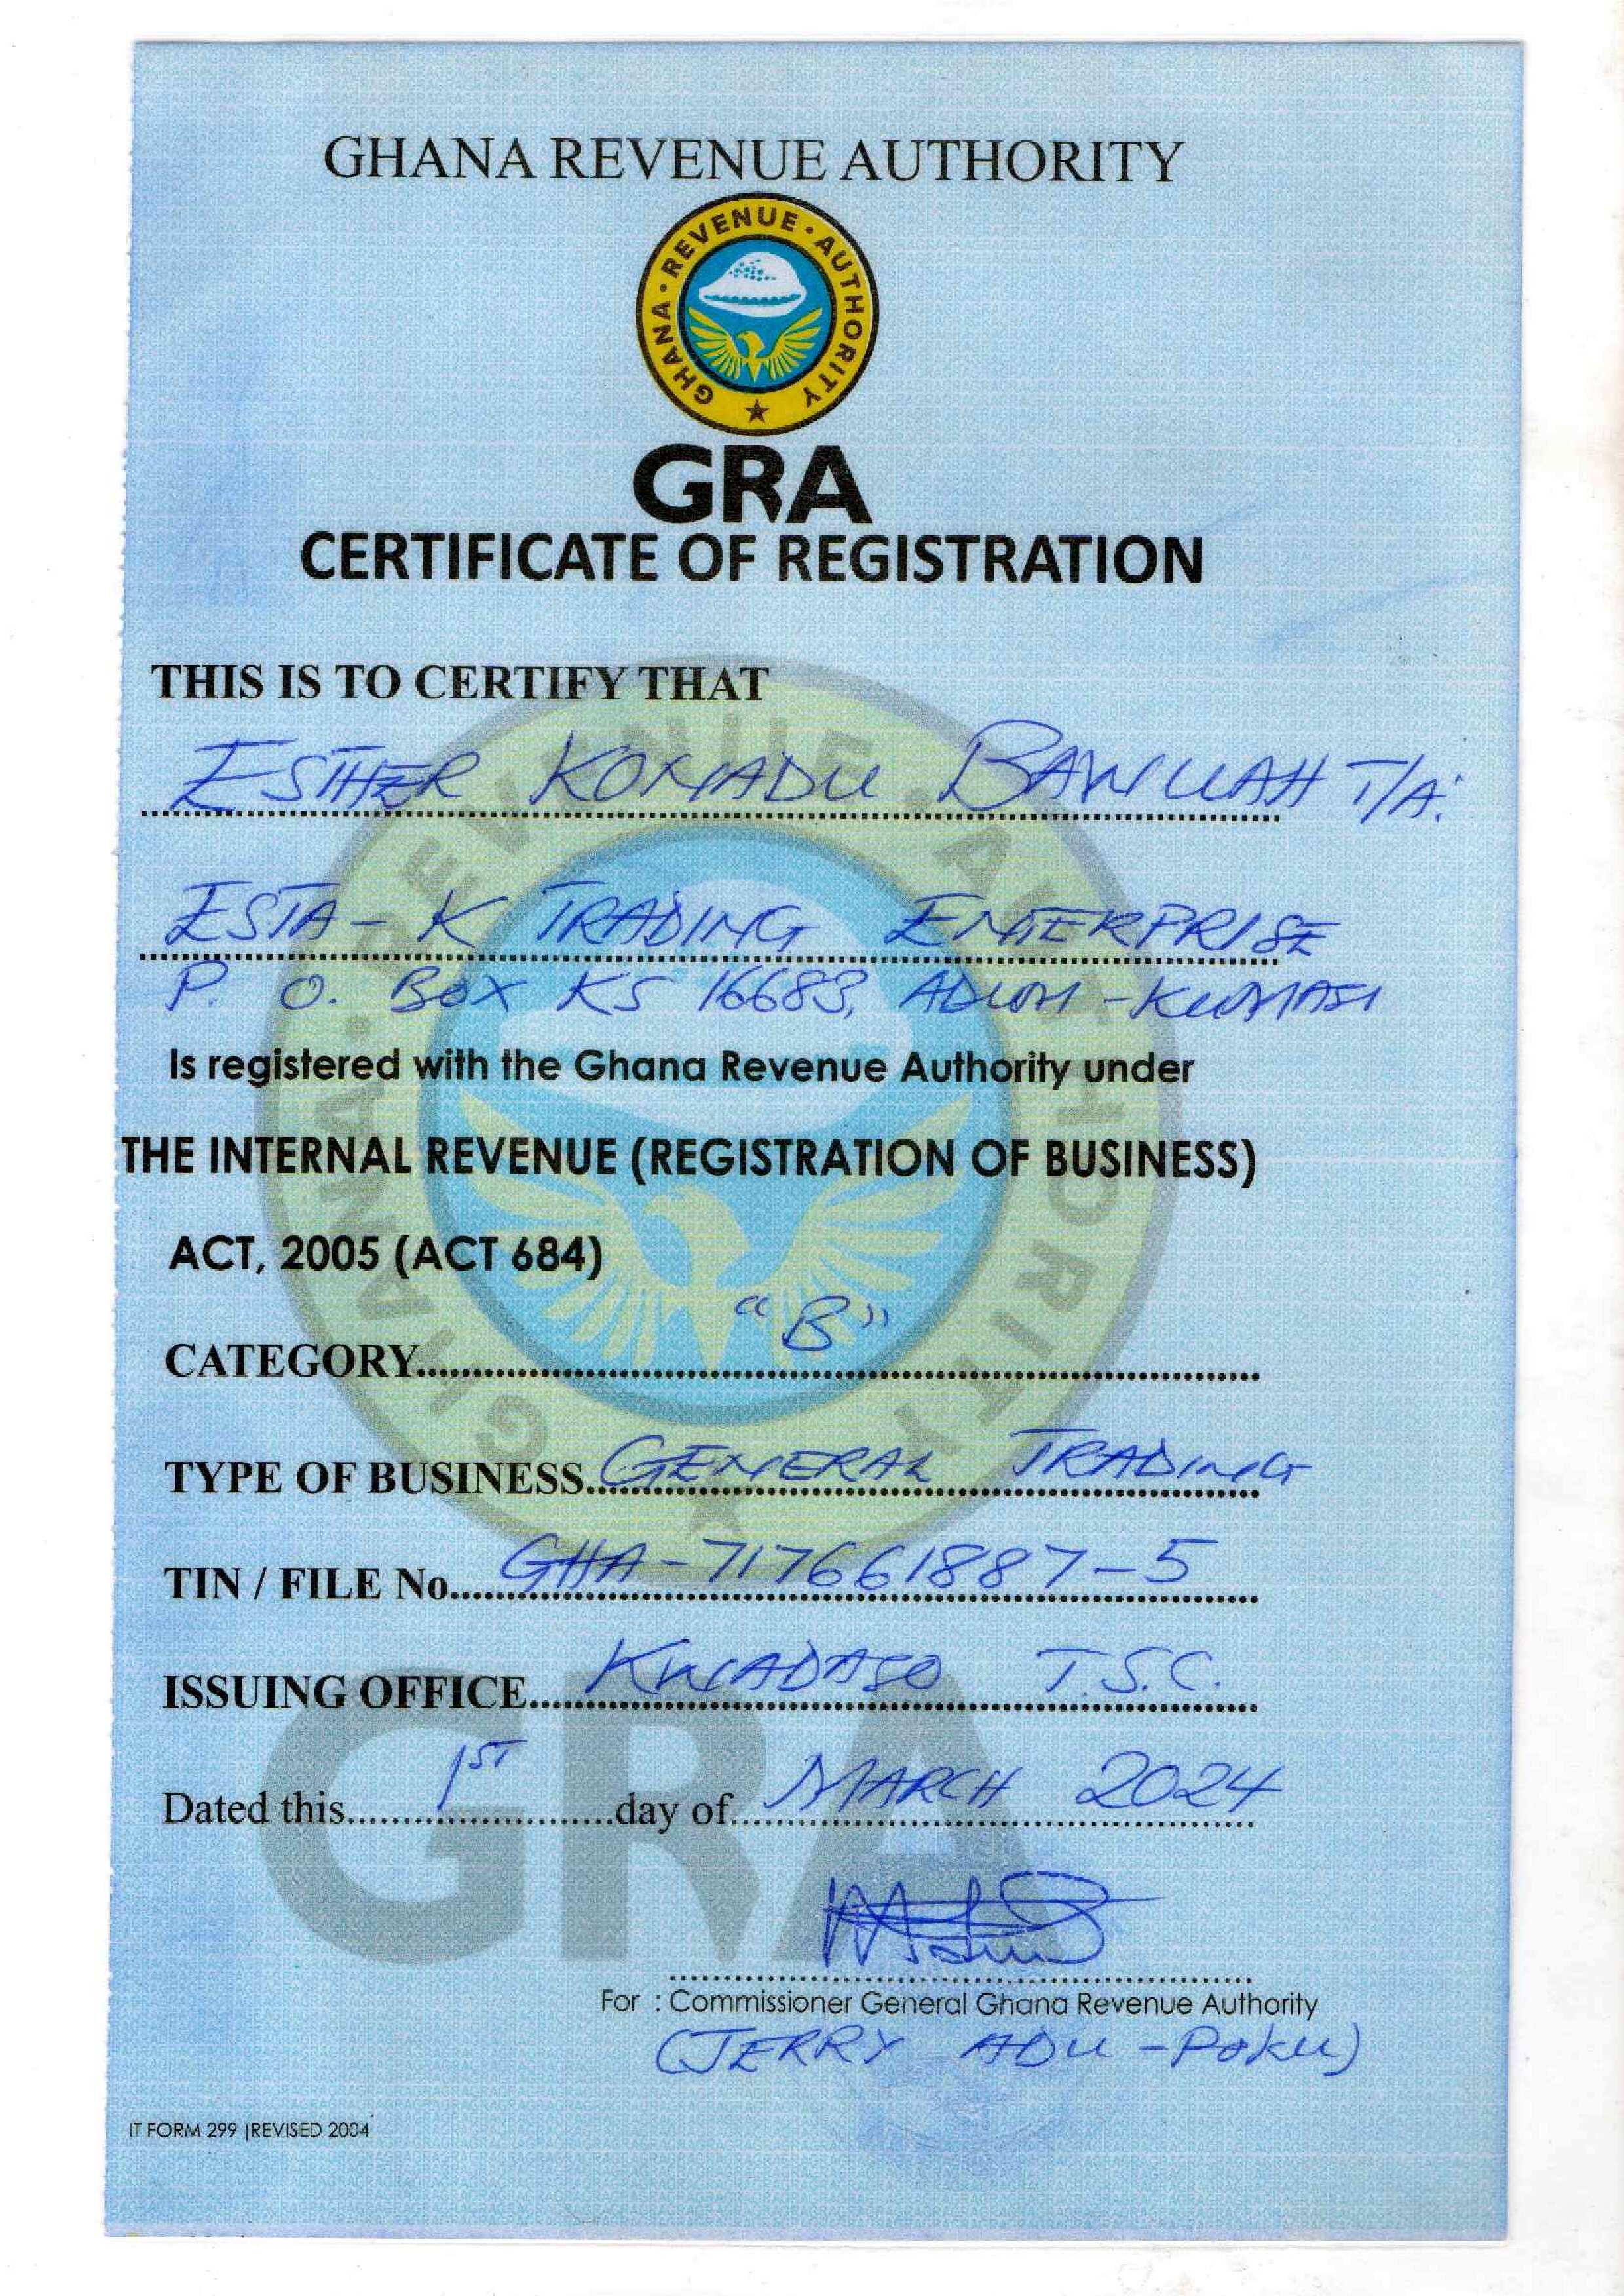 GHANA REVENUE AUTHORITY
GHANA · REVENUE · AUTHORITY
GRA
CERTIFICATE OF REGISTRATION
THIS IS TO CERTIFY THAT
ESTHER KONADU BAWUAH T/A:
ESTA-K TRADING ENTERPRISE
P. O. BOX KS 16683, ADUM-KUMASI
Is registered with the Ghana Revenue Authority under
THE INTERNAL REVENUE (REGISTRATION OF BUSINESS)
ACT, 2005 (ACT 684)
CATEGORY "B"
TYPE OF BUSINESS GENERAL TRADING
TIN / FILE No. GHA-717661887-5
ISSUING OFFICE KWADASO T.S.C.
Dated this 1ST day of MARCH 2024
For : Commissioner General Ghana Revenue Authority
(JERRY ADU-POKU)
IT FORM 299 (REVISED 2004